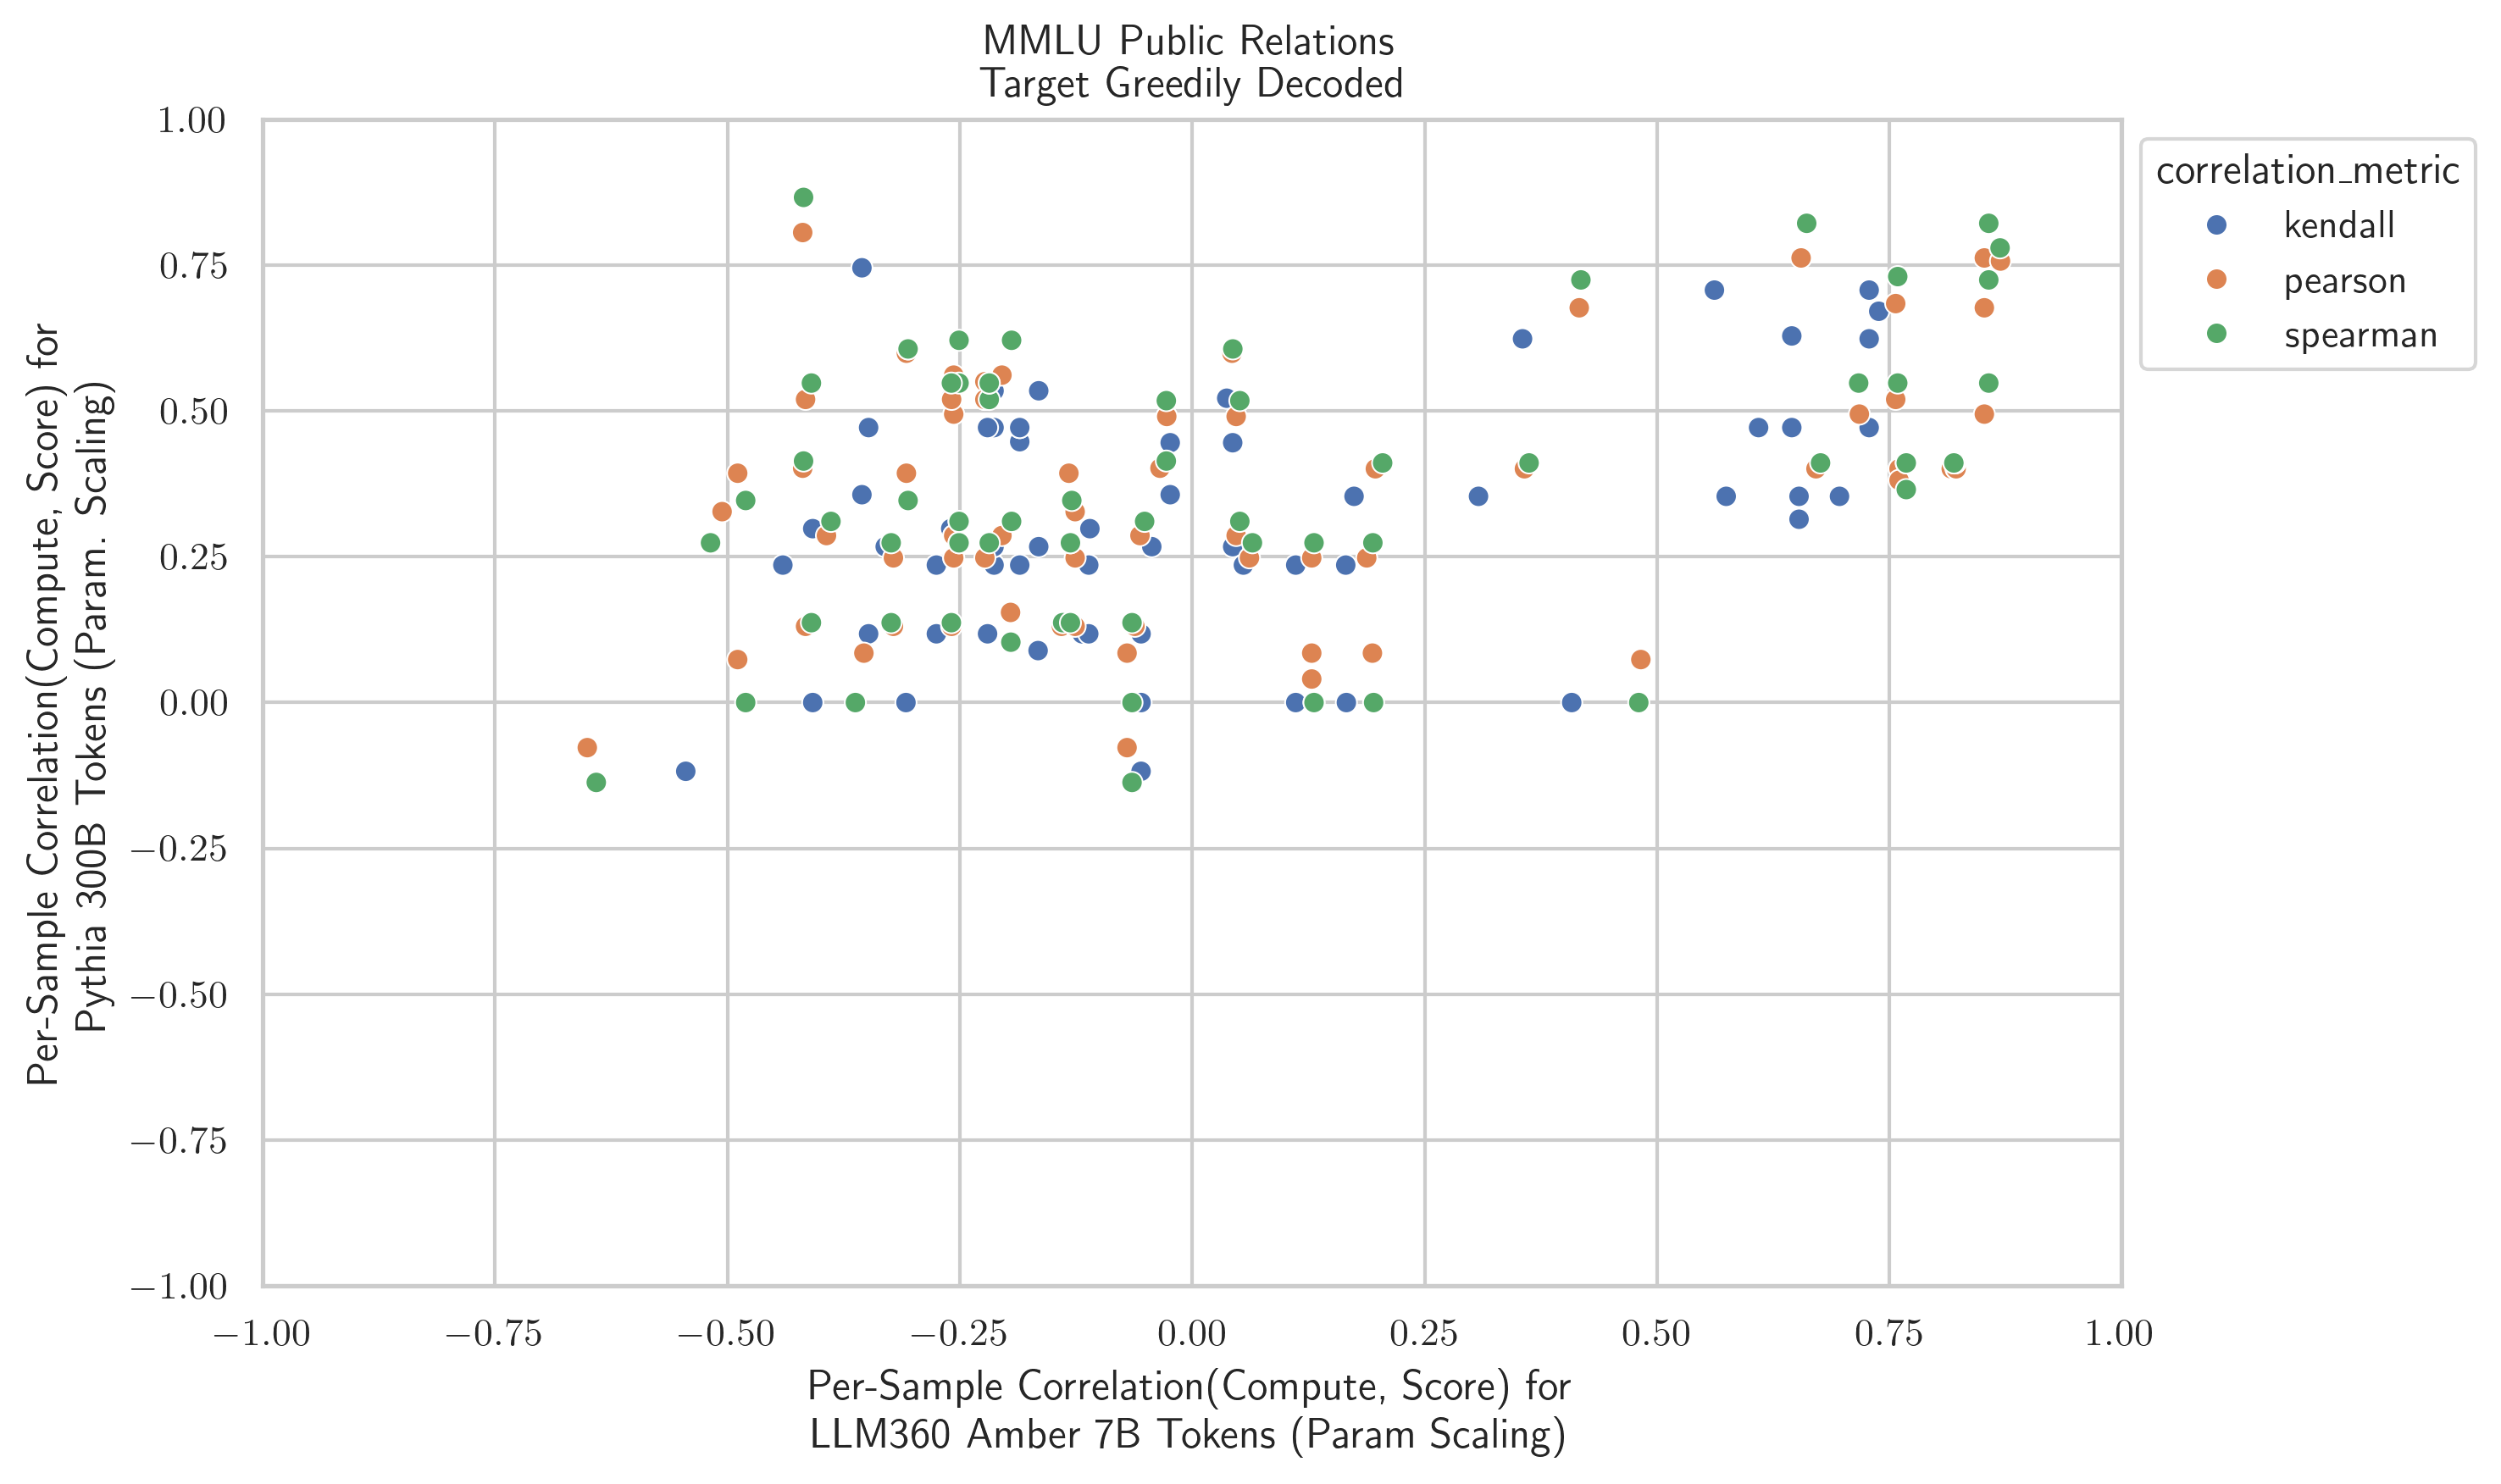 MMLU Public Relations
Target Greedily Decoded
1.00
0.75
0.50
0.25
0.00
−0.25
−0.50
−0.75
−1.00
Per-Sample Correlation(Compute, Score) for
Pythia 300B Tokens (Param. Scaling)
−1.00 −0.75 −0.50 −0.25 0.00 0.25 0.50 0.75 1.00
Per-Sample Correlation(Compute, Score) for
LLM360 Amber 7B Tokens (Param Scaling)
correlation_metric
kendall
pearson
spearman